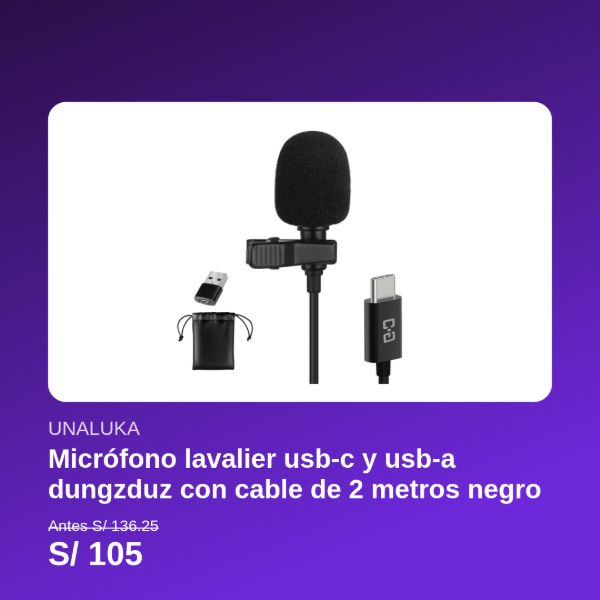 UNALUKA
Micrófono lavalier usb-c y usb-a
dungzduz con cable de 2 metros negro
Antes S/ 136.25
S/ 105